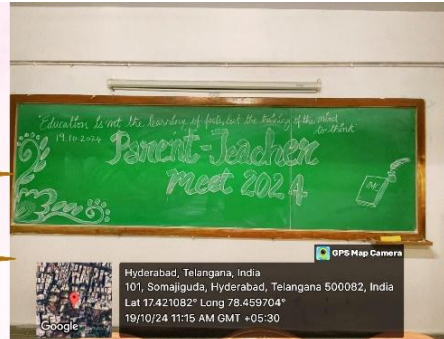 "Education is not the learning of facts, but the training of the mind
to think
19.10.2024
Parent-Teacher
Meet 2024
GPS Map Camera
Hyderabad, Telangana, India
101, Somajiguda, Hyderabad, Telangana 500082, India
Lat 17.421082° Long 78.459704°
19/10/24 11:15 AM GMT +05:30
Google